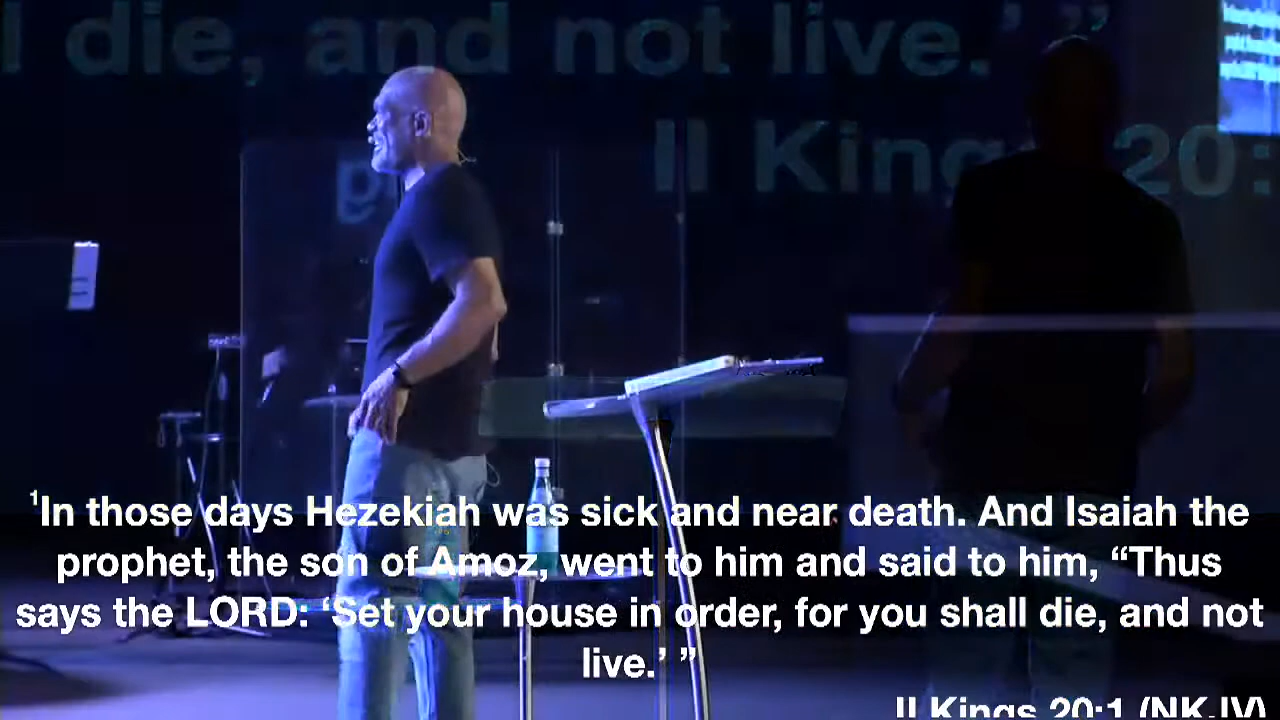 l die, and not live.’ ”
II Kings 20:
¹In those days Hezekiah was sick and near death. And Isaiah the
prophet, the son of Amoz, went to him and said to him, “Thus
says the LORD: ‘Set your house in order, for you shall die, and not
live.’ ”
II Kings 20:1 (NKJV)